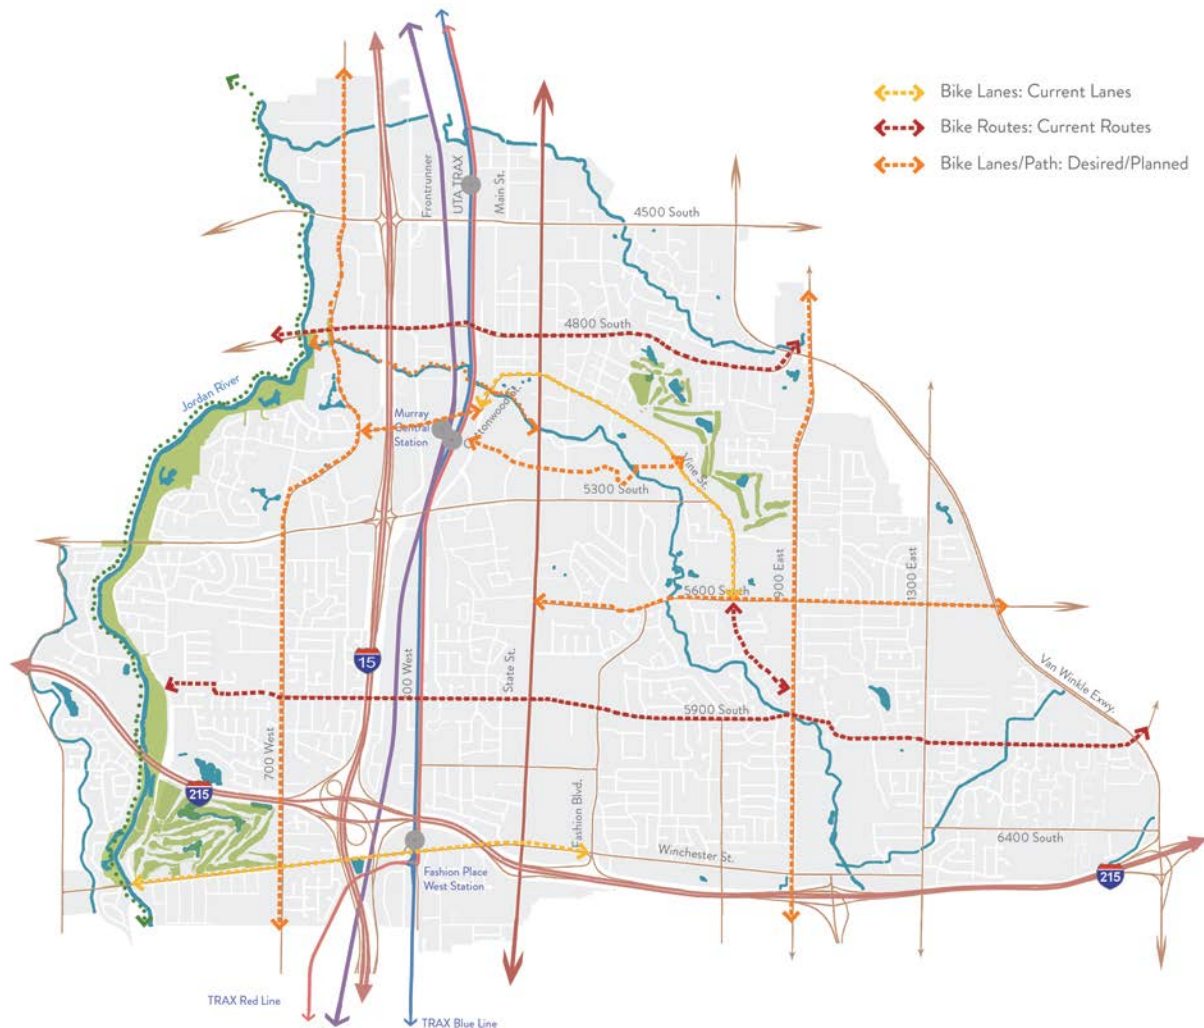 Bike Lanes: Current Lanes
Bike Routes: Current Routes
Bike Lanes/Path: Desired/Planned
Frontrunner
UTA TRAX
Main St.
4500 South
4800 South
Jordan River
Murray
Central
Station
Cottonwood St.
Vine St.
5300 South
5600 South
900 East
1300 East
15
State St.
Van Winkle Exwy.
5900 South
700 West
215
Fashion Blvd.
6400 South
Winchester St.
Fashion Place
West Station
215
TRAX Red Line
TRAX Blue Line